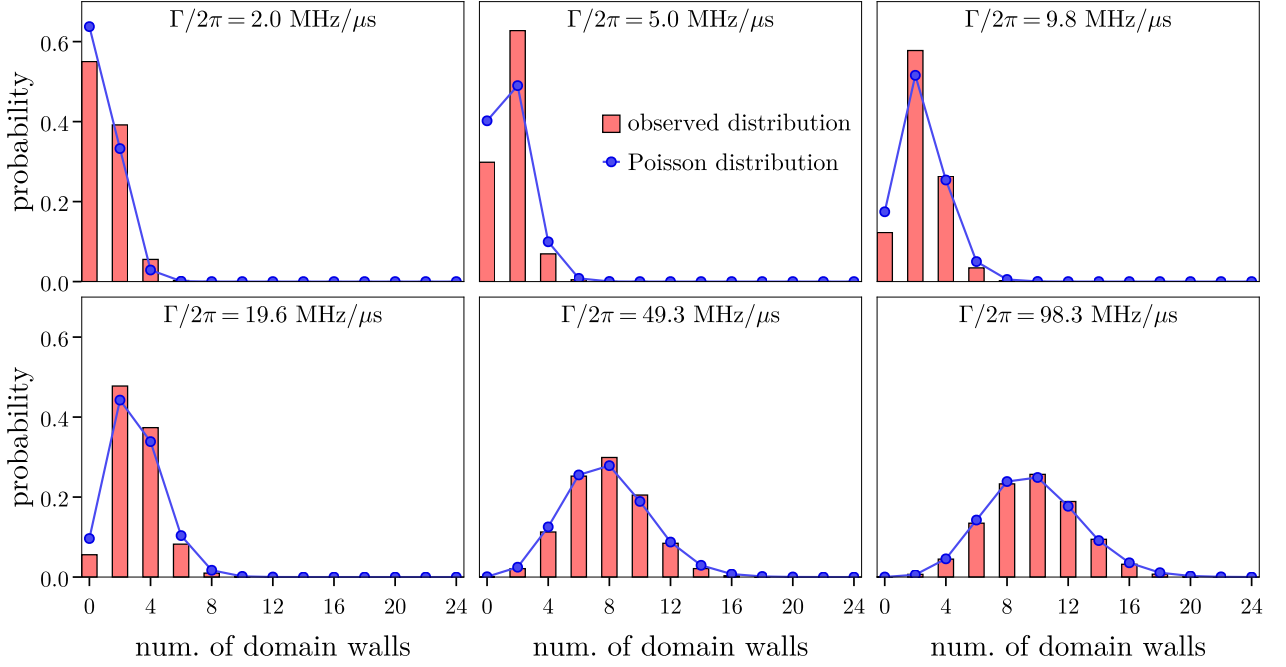 Γ/2π = 2.0 MHz/μs
Γ/2π = 5.0 MHz/μs
Γ/2π = 9.8 MHz/μs
probability
0.6
0.4
0.2
0.0
observed distribution
Poisson distribution
0 4 8 12 16 20 24
0 4 8 12 16 20 24
Γ/2π = 19.6 MHz/μs
Γ/2π = 49.3 MHz/μs
Γ/2π = 98.3 MHz/μs
probability
0.6
0.4
0.2
0.0
0 4 8 12 16 20 24
num. of domain walls
num. of domain walls
num. of domain walls